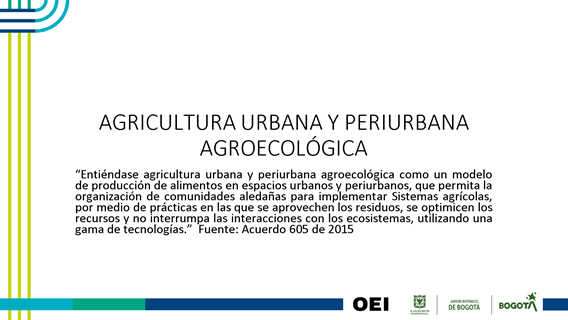 AGRICULTURA URBANA Y PERIURBANA
AGROECOLÓGICA
“Entiéndase agricultura urbana y periurbana agroecológica como un modelo
de producción de alimentos en espacios urbanos y periurbanos, que permita la
organización de comunidades aledañas para implementar Sistemas agrícolas,
por medio de prácticas en las que se aprovechen los residuos, se optimicen los
recursos y no interrumpa las interacciones con los ecosistemas, utilizando una
gama de tecnologías.” Fuente: Acuerdo 605 de 2015
OEI
JARDÍN BOTÁNICO
DE BOGOTÁ
BOGOTÁ